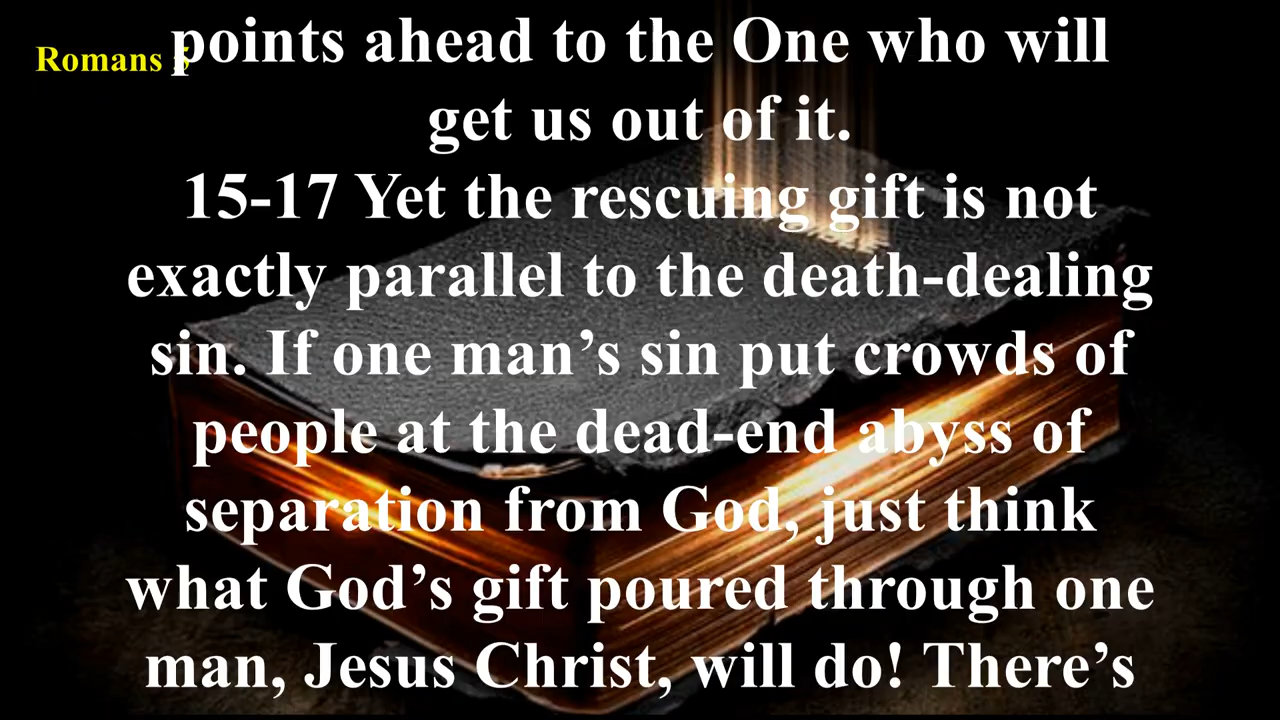 points ahead to the One who will
Romans 5
get us out of it.
15-17 Yet the rescuing gift is not
exactly parallel to the death-dealing
sin. If one man’s sin put crowds of
people at the dead-end abyss of
separation from God, just think
what God’s gift poured through one
man, Jesus Christ, will do! There’s